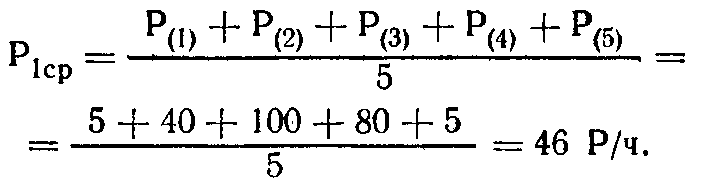 P₁ср = (P₍₁₎ + P₍₂₎ + P₍₃₎ + P₍₄₎ + P₍₅₎) / 5 =
= (5 + 40 + 100 + 80 + 5) / 5 = 46 Р/ч.